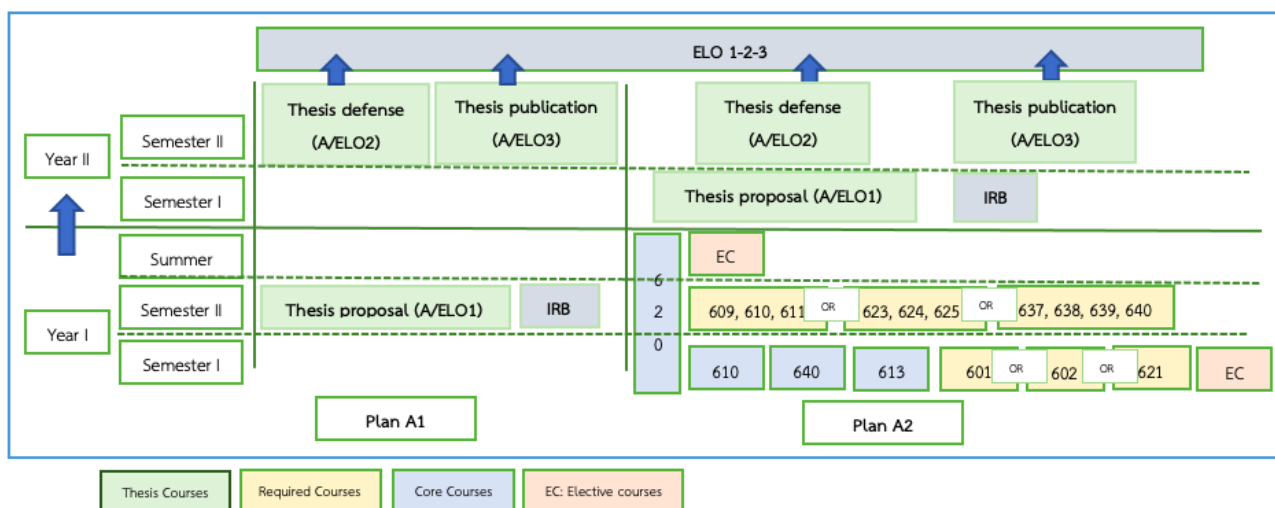 ELO 1-2-3
Thesis defense
(A/ELO2)
Thesis publication
(A/ELO3)
Thesis defense
(A/ELO2)
Thesis publication
(A/ELO3)
Year II
Semester II
Semester I
Thesis proposal (A/ELO1)
IRB
Summer
6
2
0
EC
Year I
Semester II
Thesis proposal (A/ELO1)
IRB
609, 610, 611
OR
623, 624, 625
OR
637, 638, 639, 640
Semester I
610
640
613
601
OR
602
OR
621
EC
Plan A1
Plan A2
Thesis Courses
Required Courses
Core Courses
EC: Elective courses